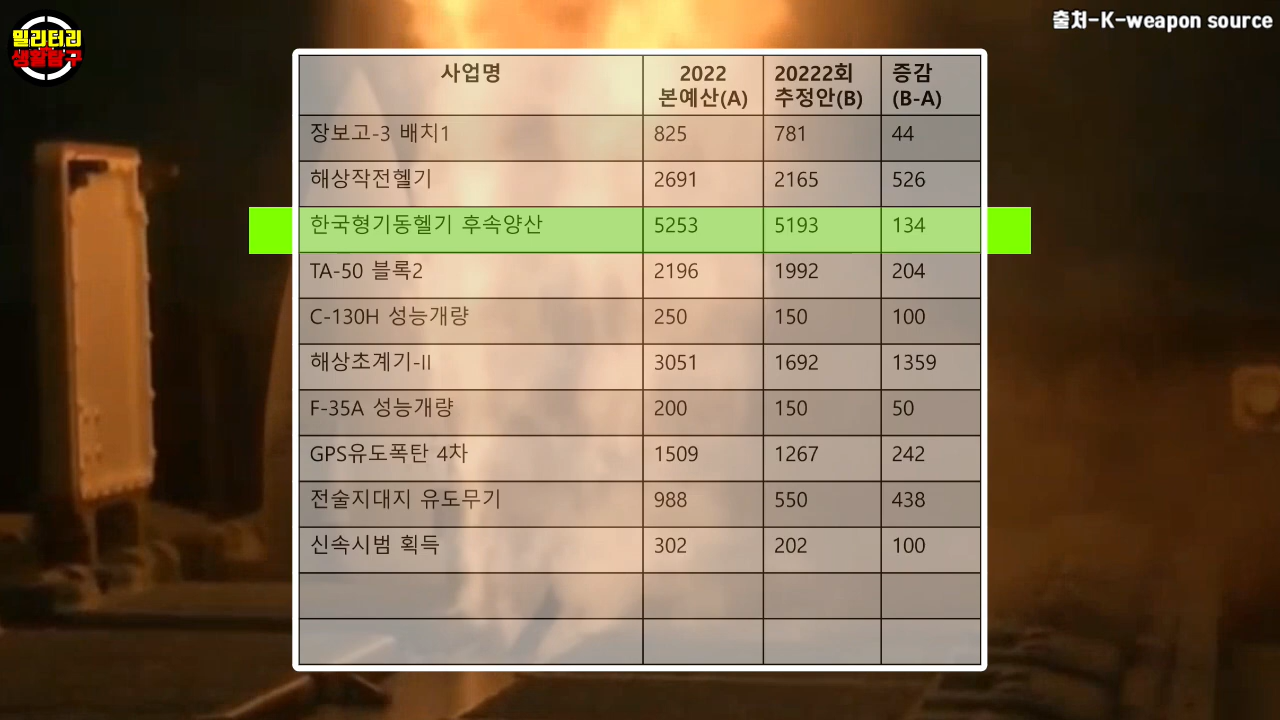 밀리터리
생활탐구
출처-K-weapon source
사업명 2022 20222회 증감
본예산(A) 추정안(B) (B-A)
장보고-3 배치1 825 781 44
해상작전헬기 2691 2165 526
한국형기동헬기 후속양산 5253 5193 134
TA-50 블록2 2196 1992 204
C-130H 성능개량 250 150 100
해상초계기-II 3051 1692 1359
F-35A 성능개량 200 150 50
GPS유도폭탄 4차 1509 1267 242
전술지대지 유도무기 988 550 438
신속시범 획득 302 202 100